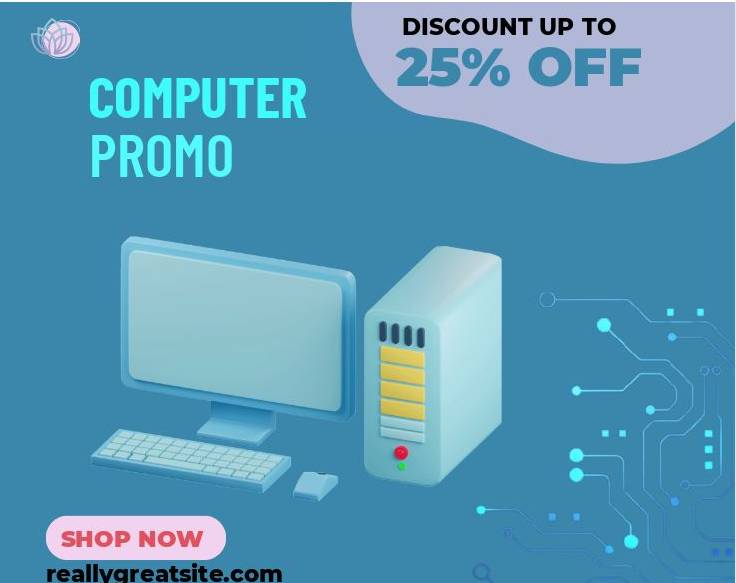 DISCOUNT UP TO
25% OFF
COMPUTER
PROMO
SHOP NOW
reallygreatsite.com